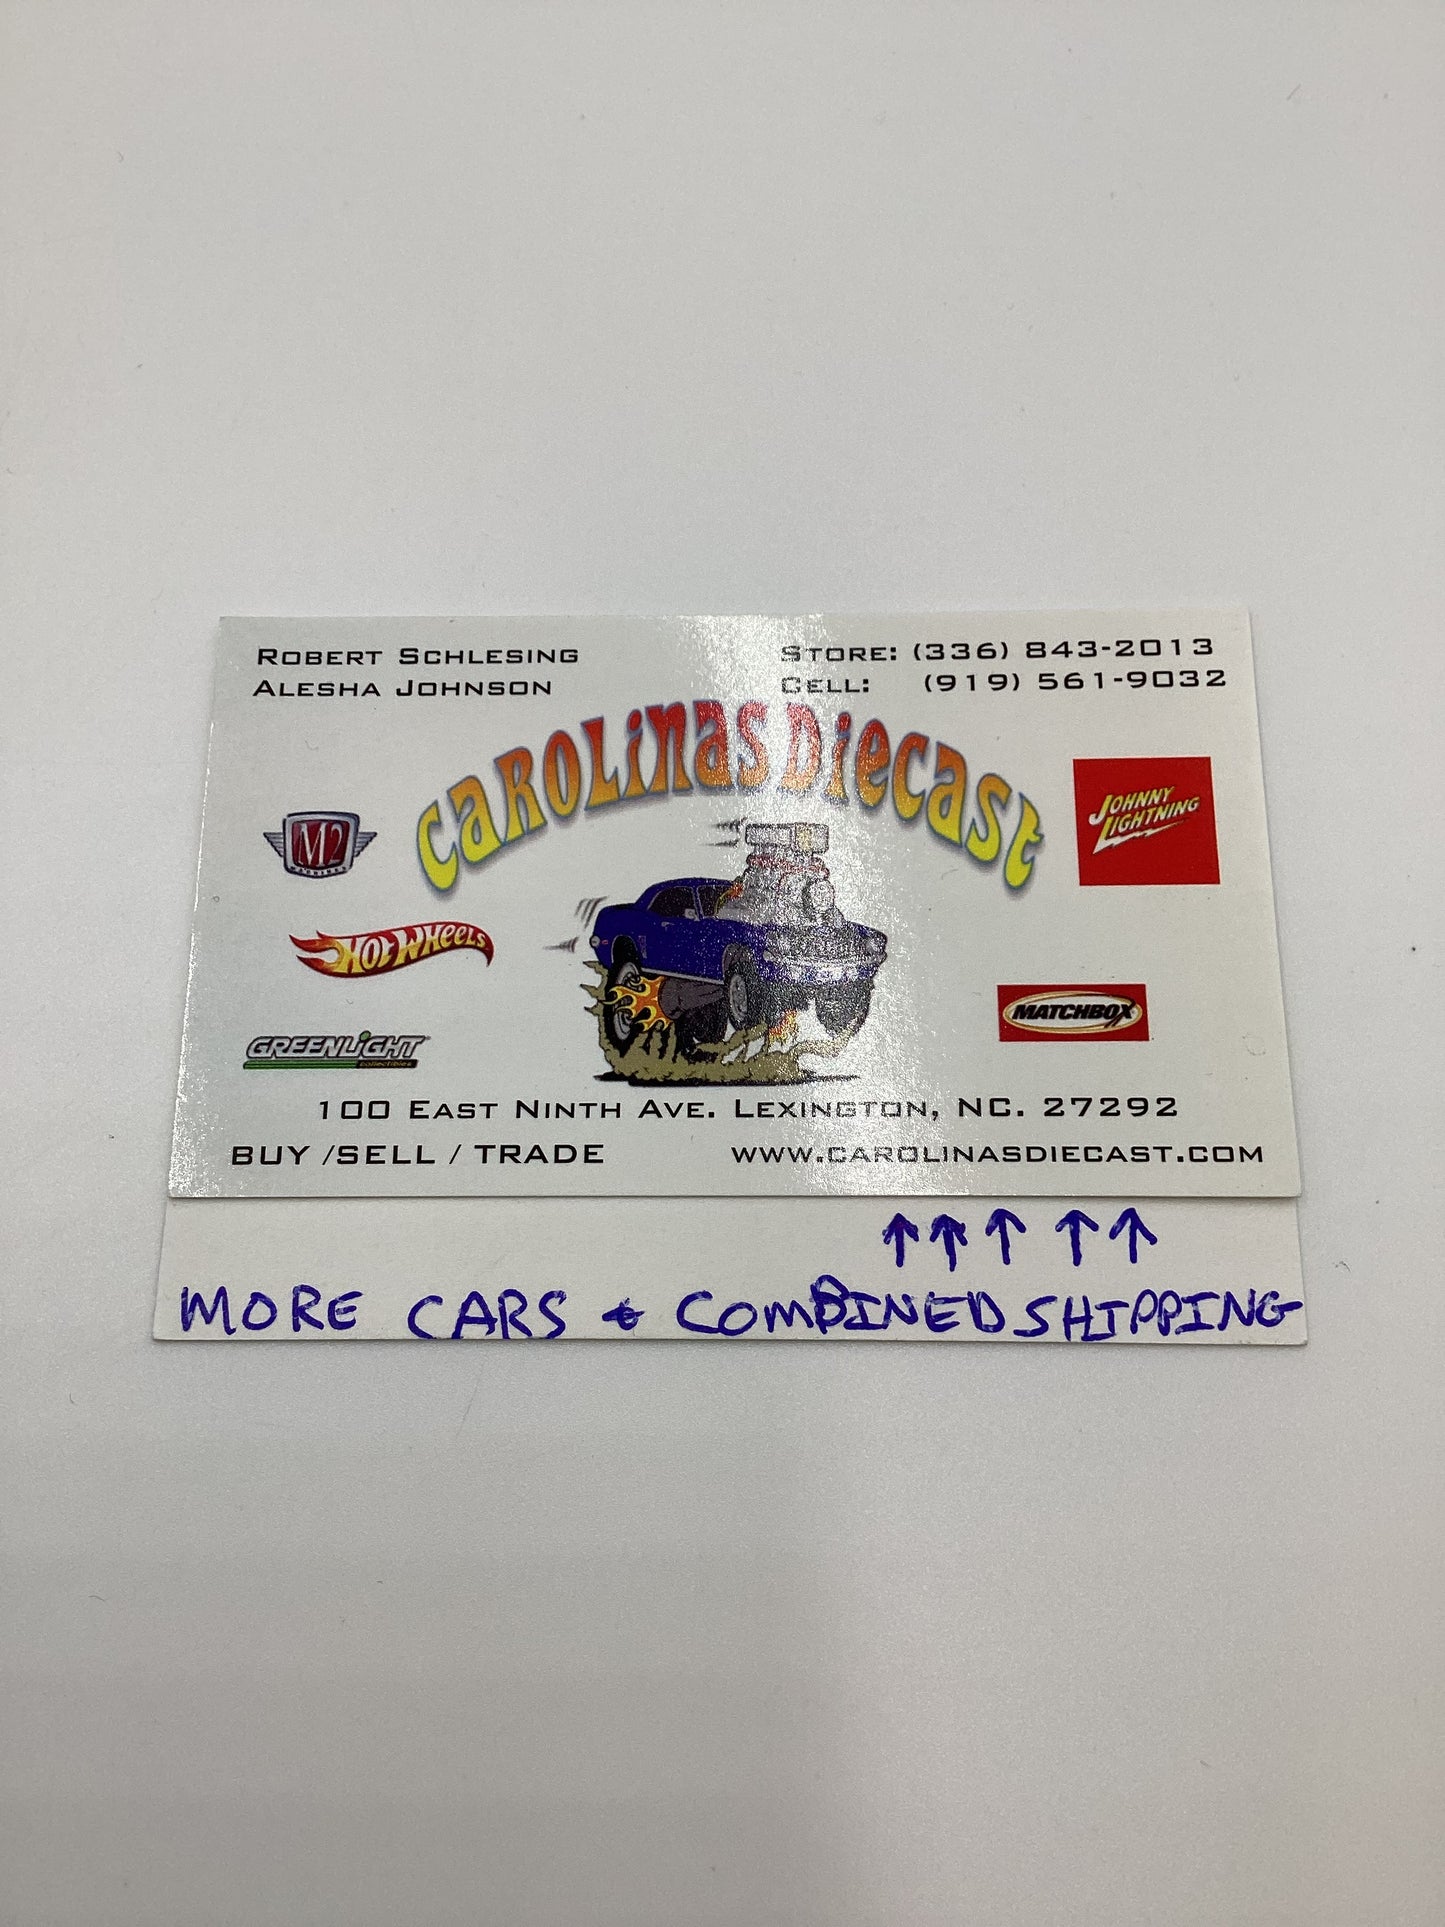 Robert Schlesing
Alesha Johnson
Store: (336) 843-2013
Cell: (919) 561-9032
Carolinas Diecast
M2
MACHINES
Johnny Lightning
Hot Wheels
GREENLIGHT
collectibles
MATCHBOX
100 East Ninth Ave. Lexington, NC. 27292
BUY /SELL / TRADE
www.carolinasdiecast.com
↑ ↑ ↑ ↑ ↑
MORE CARS & COMBINED SHIPPING